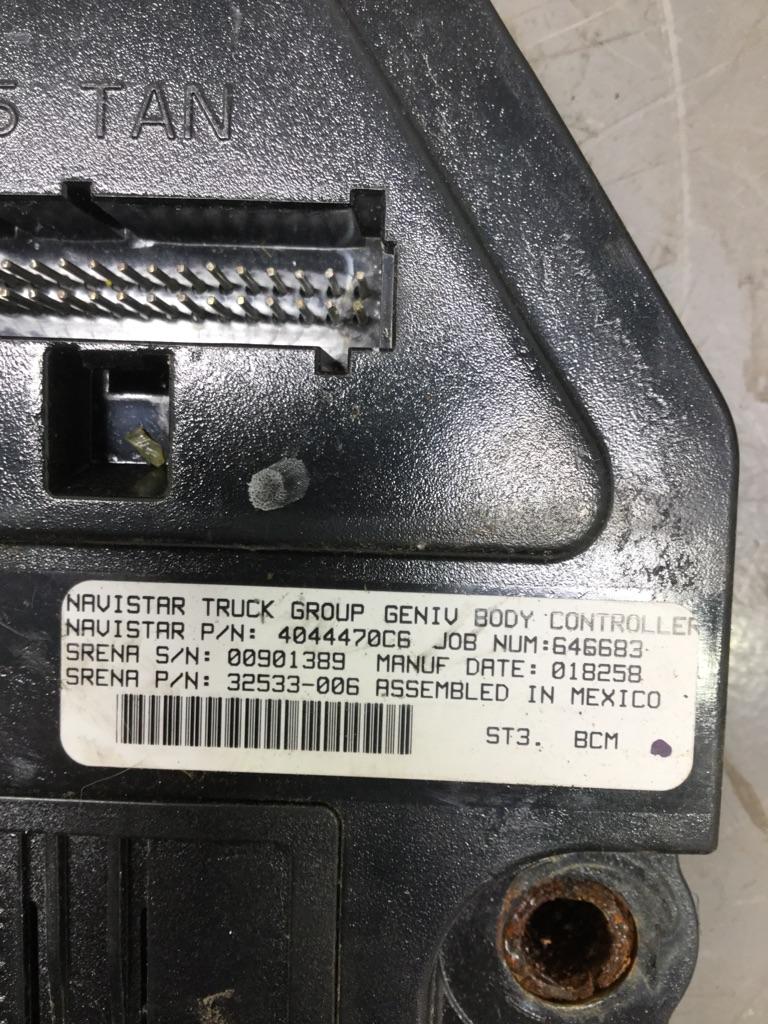 5 TAN
NAVISTAR TRUCK GROUP GENIV BODY CONTROLLER
NAVISTAR P/N: 4044470C6 JOB NUM:646683
SRENA S/N: 00901389 MANUF DATE: 018258
SRENA P/N: 32533-006 ASSEMBLED IN MEXICO
ST3. BCM